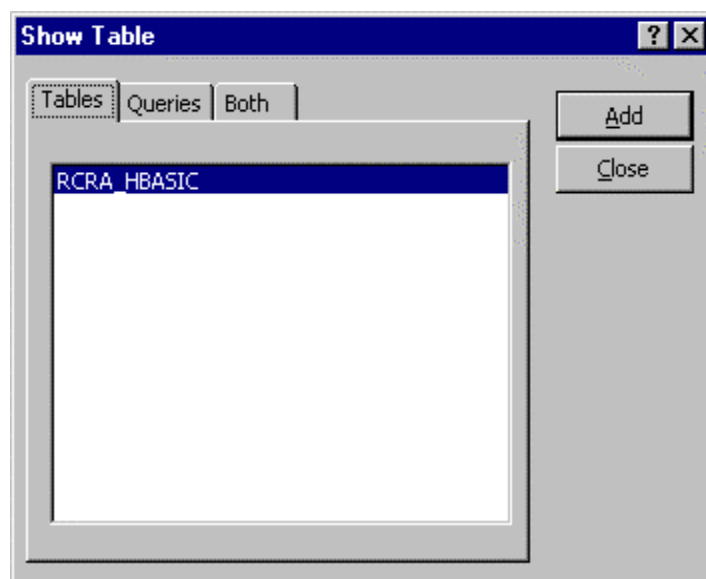 Show Table
Tables Queries Both
Add
Close
RCRA_HBASIC